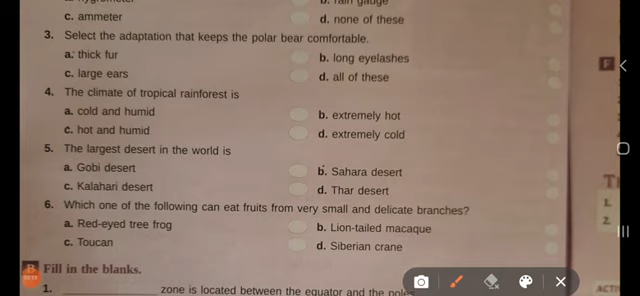 c. ammeter
d. none of these
3. Select the adaptation that keeps the polar bear comfortable.
a. thick fur
b. long eyelashes
c. large ears
d. all of these
4. The climate of tropical rainforest is
a. cold and humid
b. extremely hot
c. hot and humid
d. extremely cold
5. The largest desert in the world is
a. Gobi desert
b. Sahara desert
c. Kalahari desert
d. Thar desert
6. Which one of the following can eat fruits from very small and delicate branches?
a. Red-eyed tree frog
b. Lion-tailed macaque
c. Toucan
d. Siberian crane
B Fill in the blanks.
1. ____________ zone is located between the equator and the poles
F
1.
2.